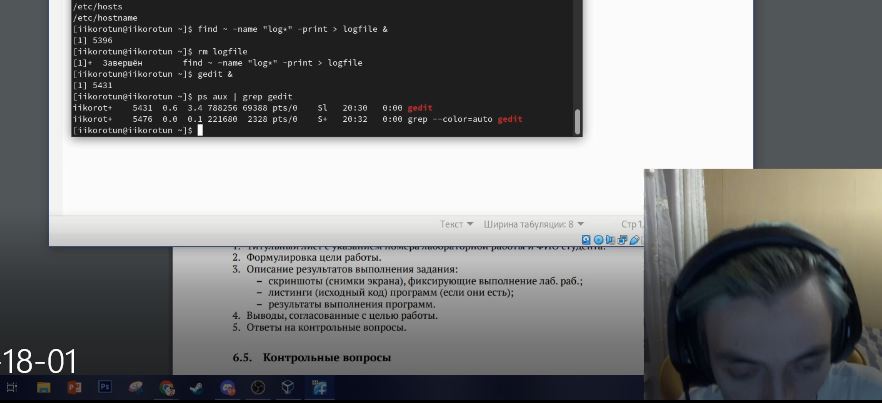 /etc/hosts
/etc/hostname
[iikorotun@iikorotun ~]$ find ~ -name "log*" -print > logfile &
[1] 5396
[iikorotun@iikorotun ~]$ rm logfile
[1]+  Завершён        find ~ -name "log*" -print > logfile
[iikorotun@iikorotun ~]$ gedit &
[1] 5431
[iikorotun@iikorotun ~]$ ps aux | grep gedit
iikorot+    5431  0.6  3.4 788256 69388 pts/0    Sl   20:30   0:00 gedit
iikorot+    5476  0.0  0.1 221680  2328 pts/0    S+   20:32   0:00 grep --color=auto gedit
[iikorotun@iikorotun ~]$
Текст Ширина табуляции: 8 Стр 1,
1. Титульный лист с указанием номера лабораторной работы и ФИО студента.
2. Формулировка цели работы.
3. Описание результатов выполнения задания:
– скриншоты (снимки экрана), фиксирующие выполнение лаб. раб.;
– листинги (исходный код) программ (если они есть);
– результаты выполнения программ.
4. Выводы, согласованные с целью работы.
5. Ответы на контрольные вопросы.
6.5. Контрольные вопросы
-18-01